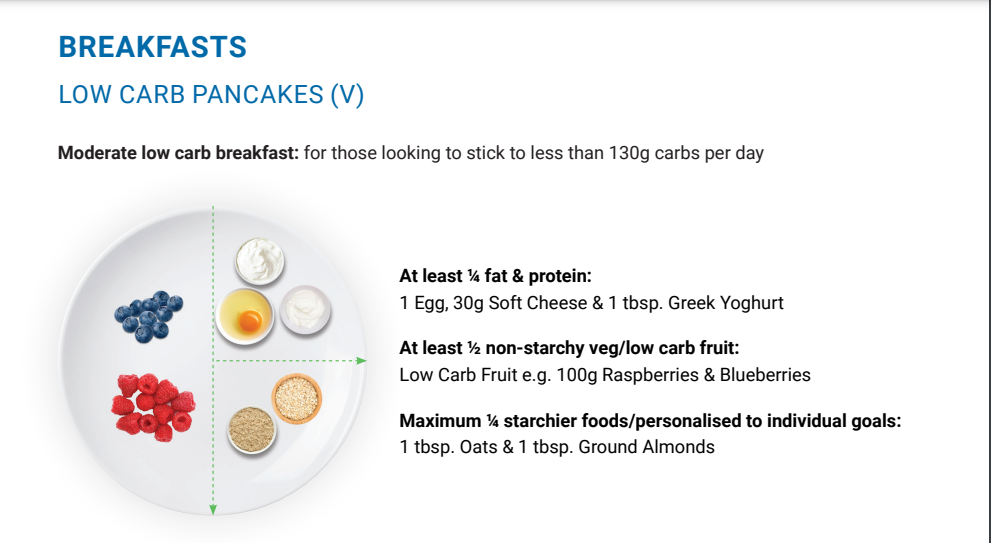 BREAKFASTS
LOW CARB PANCAKES (V)
Moderate low carb breakfast: for those looking to stick to less than 130g carbs per day
At least ¼ fat & protein:
1 Egg, 30g Soft Cheese & 1 tbsp. Greek Yoghurt
At least ½ non-starchy veg/low carb fruit:
Low Carb Fruit e.g. 100g Raspberries & Blueberries
Maximum ¼ starchier foods/personalised to individual goals:
1 tbsp. Oats & 1 tbsp. Ground Almonds